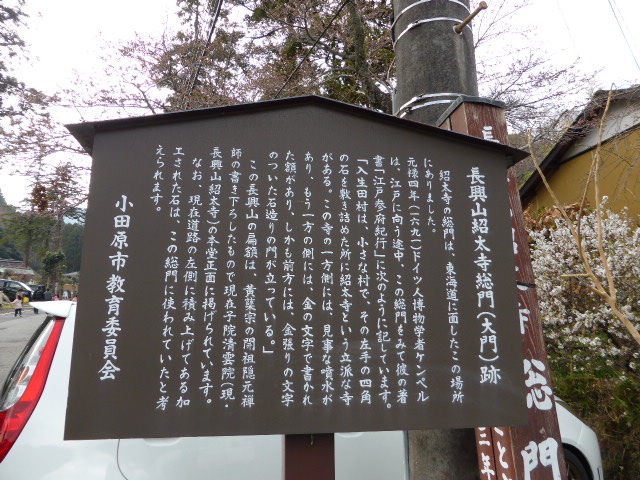 長興山紹太寺総門(大門)跡
紹太寺の総門は、東海道に面したこの場所
にありました。
元禄四年(一六九一)ドイツ人博物学者ケンペル
は、江戸に向う途中、この総門をみて彼の著
書「江戸参府紀行」に次のように記しています。
「入生田村は、小さな村で、その左手の四角
の石を敷き詰めた所に紹太寺という立派な寺
がある。この寺の一方側には、見事な噴水が
あり、もう一方の側には、金の文字で書かれ
た額があり、しかも前方には、金張りの文字
のついた石造りの門が立っている。」
この長興山の扁額は、黄檗宗の開祖隠元禅
師の書き下ろしたもので現在子院清雲院(現・
長興山紹太寺)の本堂正面に掲げられています。
なお、現在道路の左側に積み上げてある加
工された石は、この総門に使われていたと考
えられます。
小田原市教育委員会
総門
三年